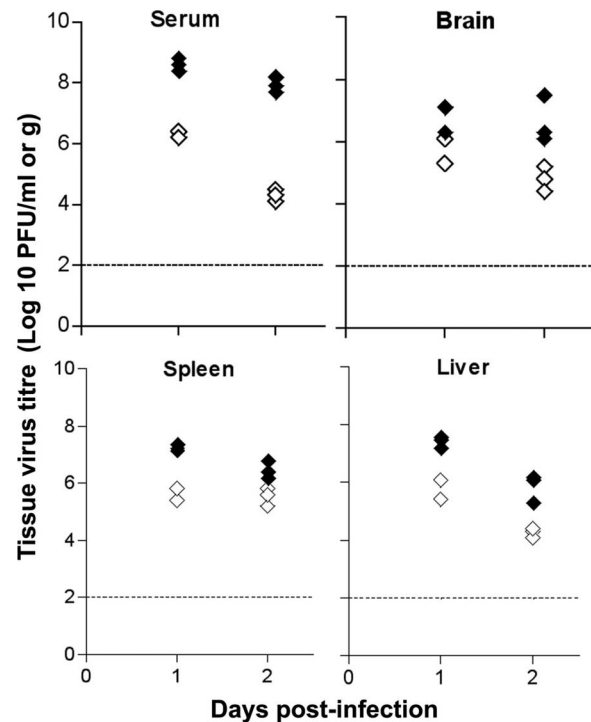 Serum
Brain
10
8
6
4
2
0
Spleen
Liver
10
8
6
4
2
0
0 1 2
0 1 2
Tissue virus titre (Log 10 PFU/ml or g)
Days post-infection